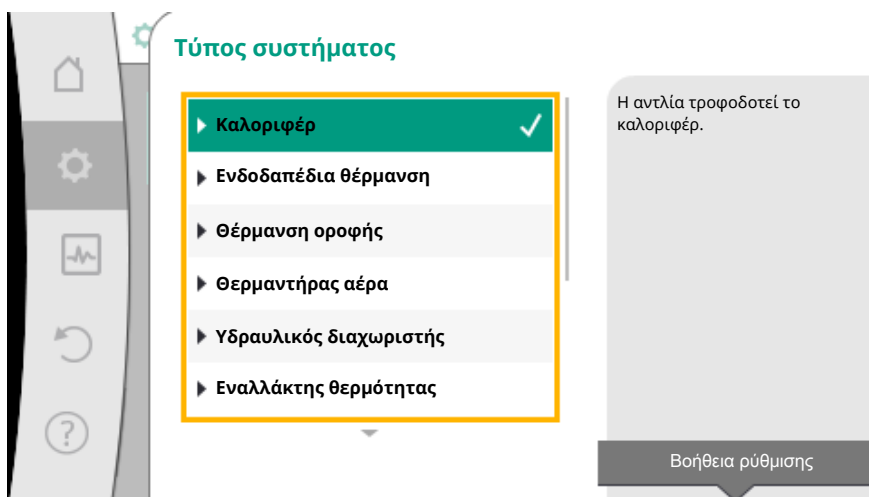 Τύπος συστήματος
Καλοριφέρ
Ενδοδαπέδια θέρμανση
Θέρμανση οροφής
Θερμαντήρας αέρα
Υδραυλικός διαχωριστής
Εναλλάκτης θερμότητας
Η αντλία τροφοδοτεί το
καλοριφέρ.
Βοήθεια ρύθμισης
?